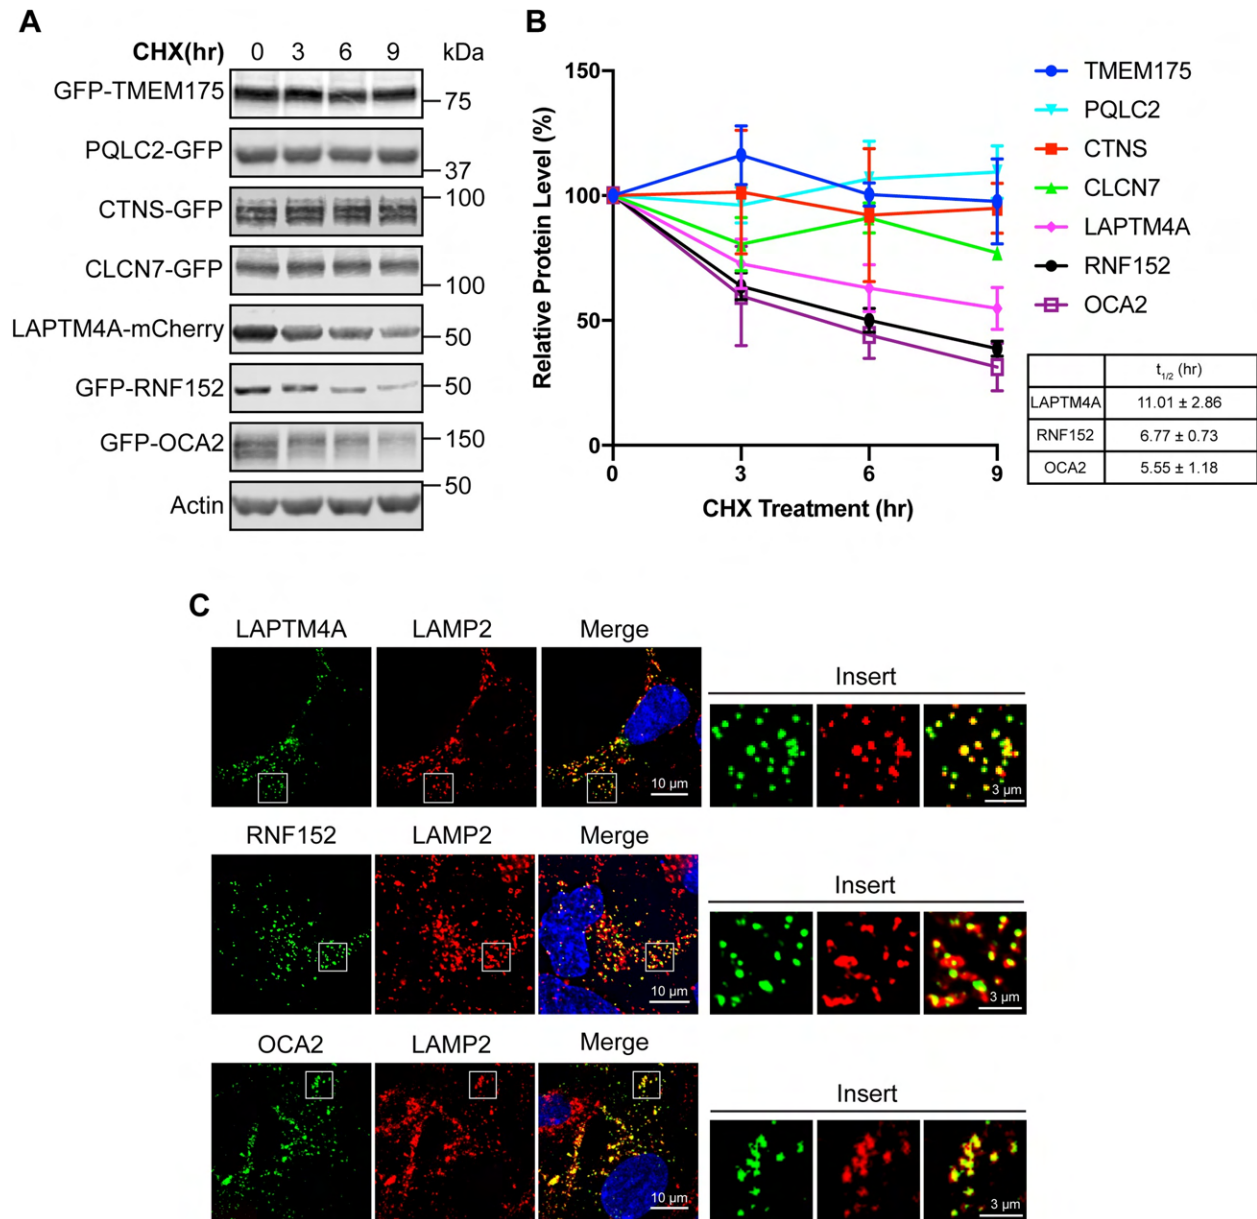 A
CHX(hr) 0 3 6 9 kDa
GFP-TMEM175 75
PQLC2-GFP 37
CTNS-GFP 100
CLCN7-GFP 100
LAPTM4A-mCherry 50
GFP-RNF152 50
GFP-OCA2 150
50
Actin
B
Relative Protein Level (%)
150
100
50
0
0 3 6 9
CHX Treatment (hr)
TMEM175
PQLC2
CTNS
CLCN7
LAPTM4A
RNF152
OCA2
t1/2 (hr)
LAPTM4A 11.01 ± 2.86
RNF152 6.77 ± 0.73
OCA2 5.55 ± 1.18
C
LAPTM4A LAMP2 Merge Insert
10 μm 3 μm
RNF152 LAMP2 Merge Insert
10 μm 3 μm
OCA2 LAMP2 Merge Insert
10 μm 3 μm